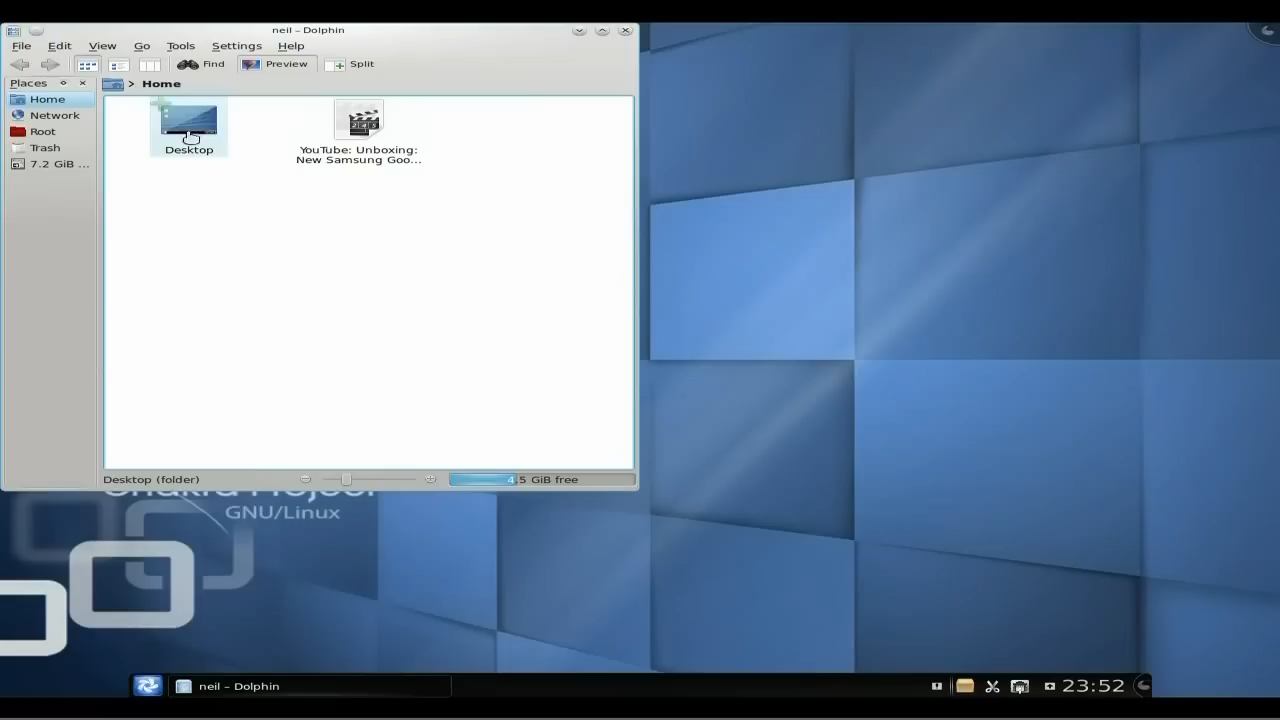 neil – Dolphin
File Edit View Go Tools Settings Help
Find Preview Split
Places
> Home
Home
Network
Root
Trash
7.2 GiB ...
Desktop
YouTube: Unboxing:
New Samsung Goo...
Desktop (folder)
4.5 GiB free
Chakra Project
GNU/Linux
neil – Dolphin
23:52